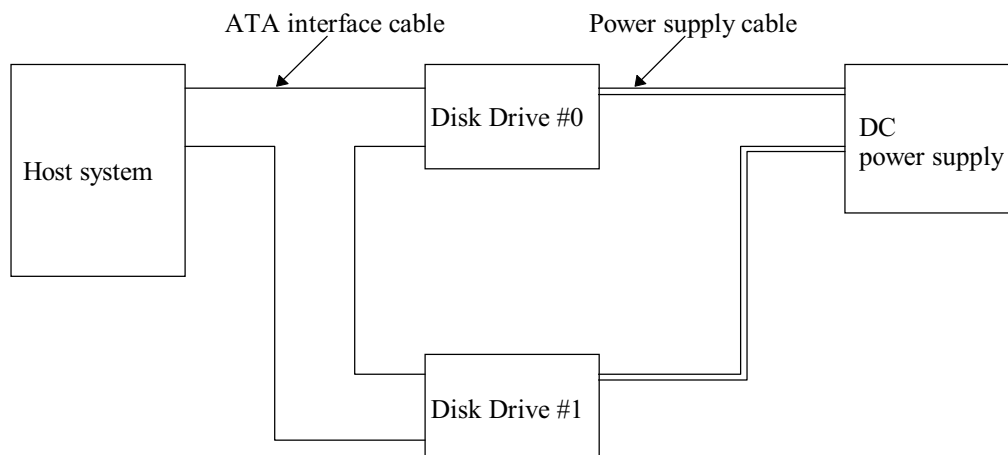 ATA interface cable
Power supply cable
Host system
Disk Drive #0
DC
power supply
Disk Drive #1